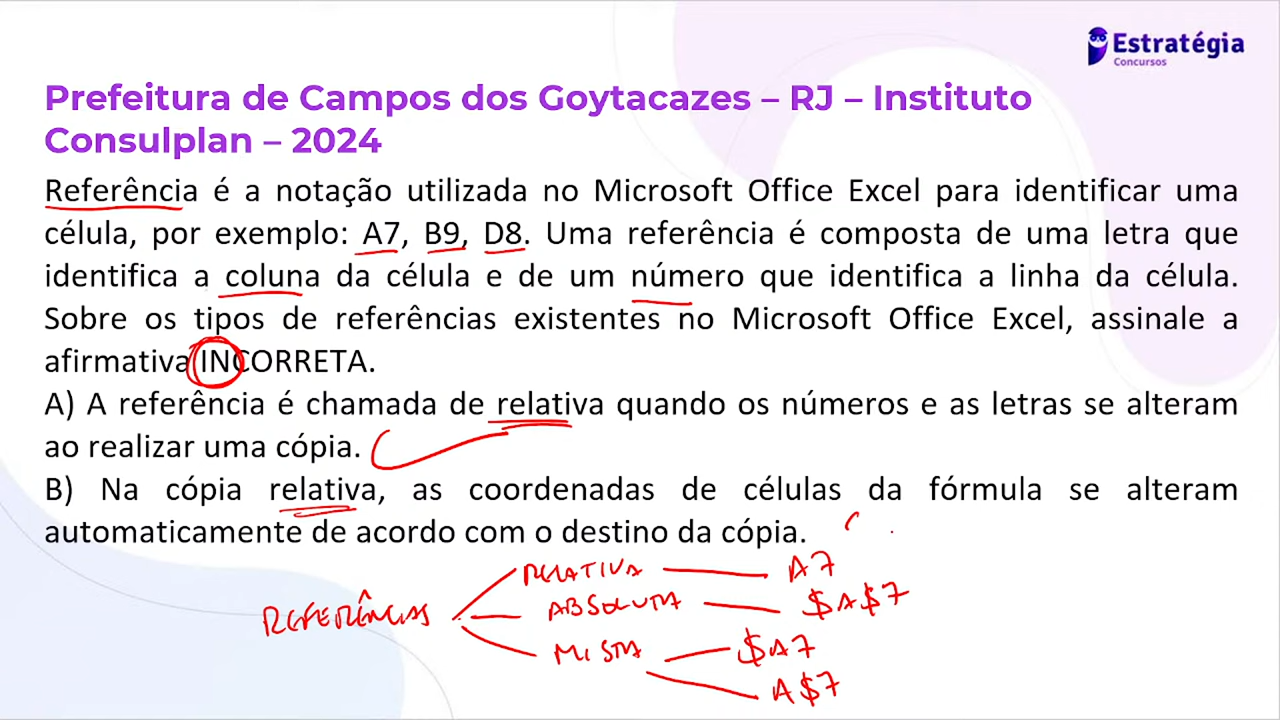 Estratégia
Concursos
Prefeitura de Campos dos Goytacazes – RJ – Instituto
Consulplan – 2024
Referência é a notação utilizada no Microsoft Office Excel para identificar uma
célula, por exemplo: A7, B9, D8. Uma referência é composta de uma letra que
identifica a coluna da célula e de um número que identifica a linha da célula.
Sobre os tipos de referências existentes no Microsoft Office Excel, assinale a
afirmativa INCORRETA.
A) A referência é chamada de relativa quando os números e as letras se alteram
ao realizar uma cópia.
B) Na cópia relativa, as coordenadas de células da fórmula se alteram
automaticamente de acordo com o destino da cópia.
RELATIVA A7
REFERÊNCIAS ABSOLUTA $A$7
MISTA $A7
A$7